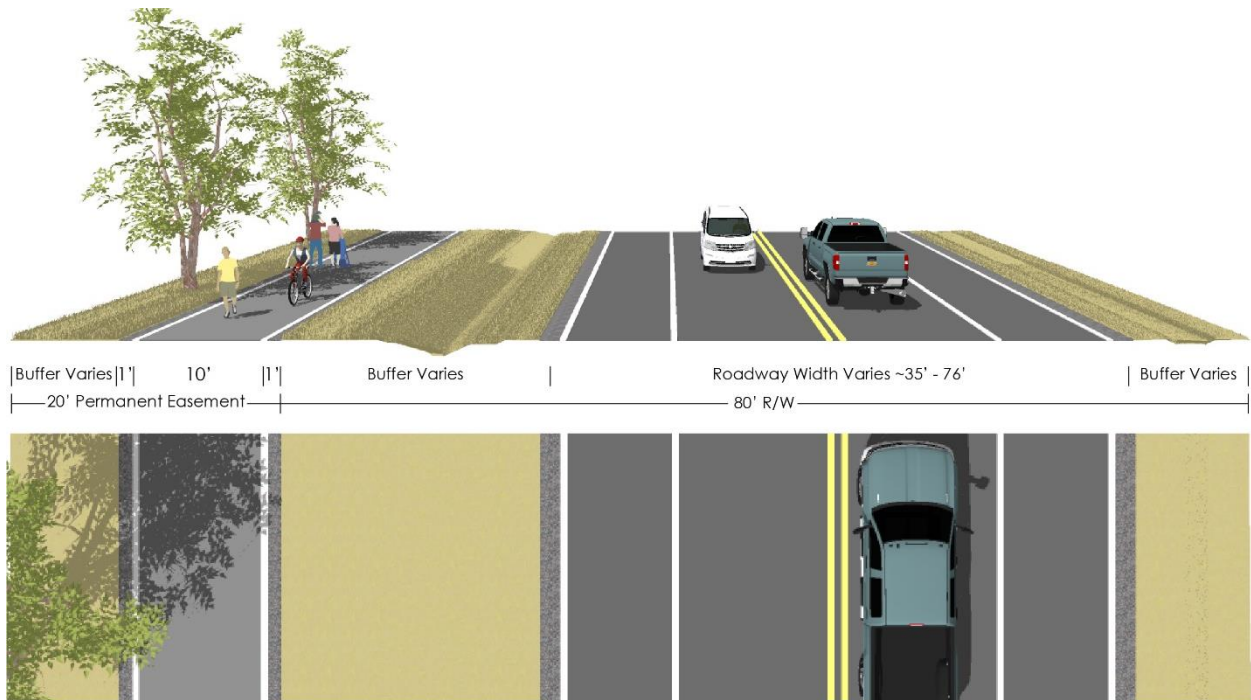 Buffer Varies 1' 10' 1' Buffer Varies Roadway Width Varies ~35' - 76' Buffer Varies
20' Permanent Easement 80' R/W